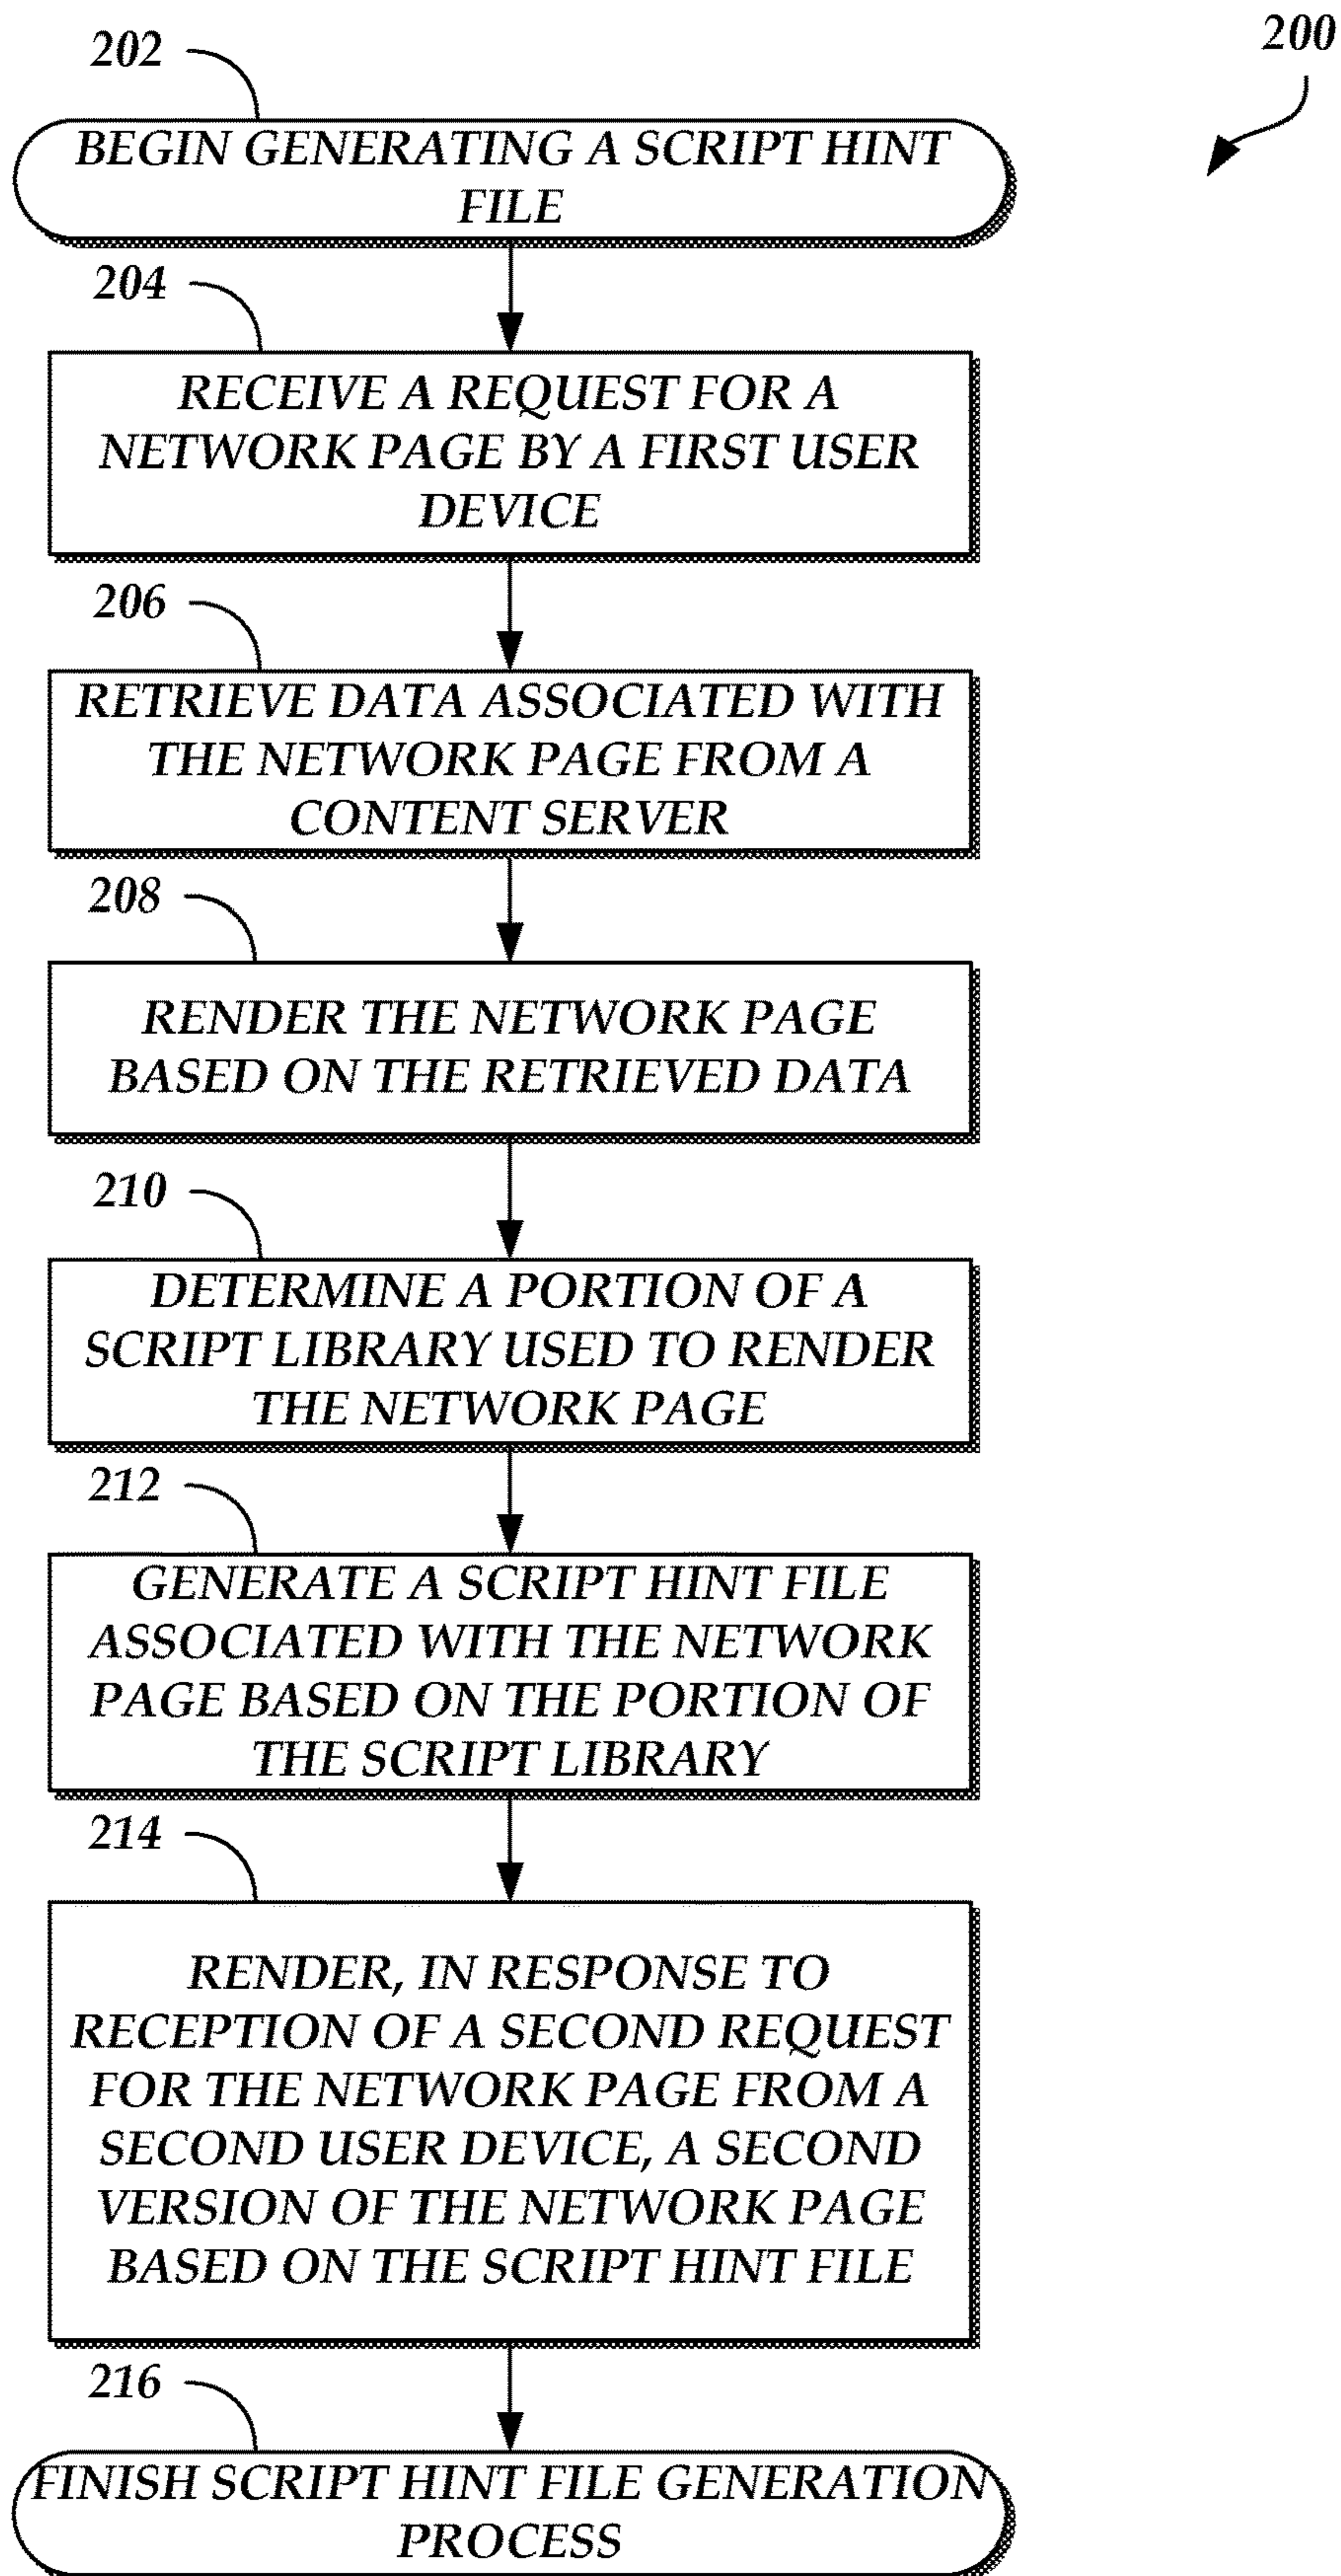 202
200
BEGIN GENERATING A SCRIPT HINT
FILE
204
RECEIVE A REQUEST FOR A
NETWORK PAGE BY A FIRST USER
DEVICE
206
RETRIEVE DATA ASSOCIATED WITH
THE NETWORK PAGE FROM A
CONTENT SERVER
208
RENDER THE NETWORK PAGE
BASED ON THE RETRIEVED DATA
210
DETERMINE A PORTION OF A
SCRIPT LIBRARY USED TO RENDER
THE NETWORK PAGE
212
GENERATE A SCRIPT HINT FILE
ASSOCIATED WITH THE NETWORK
PAGE BASED ON THE PORTION OF
THE SCRIPT LIBRARY
214
RENDER, IN RESPONSE TO
RECEPTION OF A SECOND REQUEST
FOR THE NETWORK PAGE FROM A
SECOND USER DEVICE, A SECOND
VERSION OF THE NETWORK PAGE
BASED ON THE SCRIPT HINT FILE
216
FINISH SCRIPT HINT FILE GENERATION
PROCESS